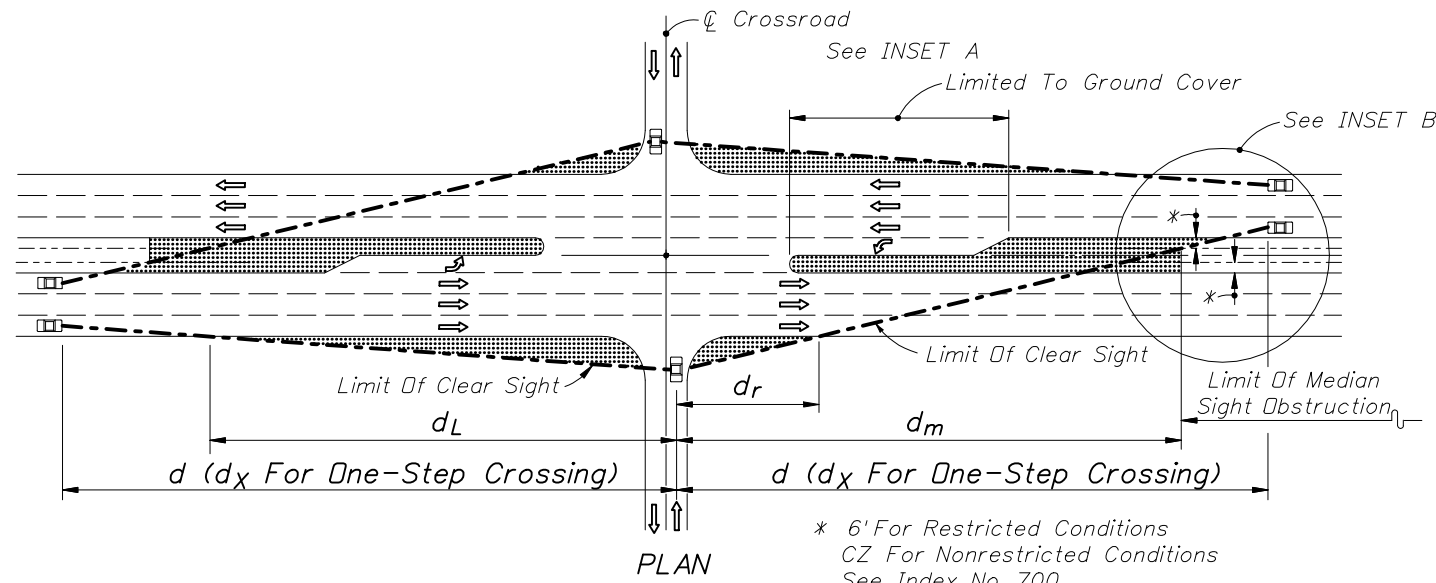 ℄ Crossroad
See INSET A
Limited To Ground Cover
See INSET B
*
*
Limit Of Clear Sight
Limit Of Clear Sight
Limit Of Median
Sight Obstruction
dr
dL
dm
d (dX For One-Step Crossing)
d (dX For One-Step Crossing)
* 6' For Restricted Conditions
CZ For Nonrestricted Conditions
See Index No. 700
PLAN